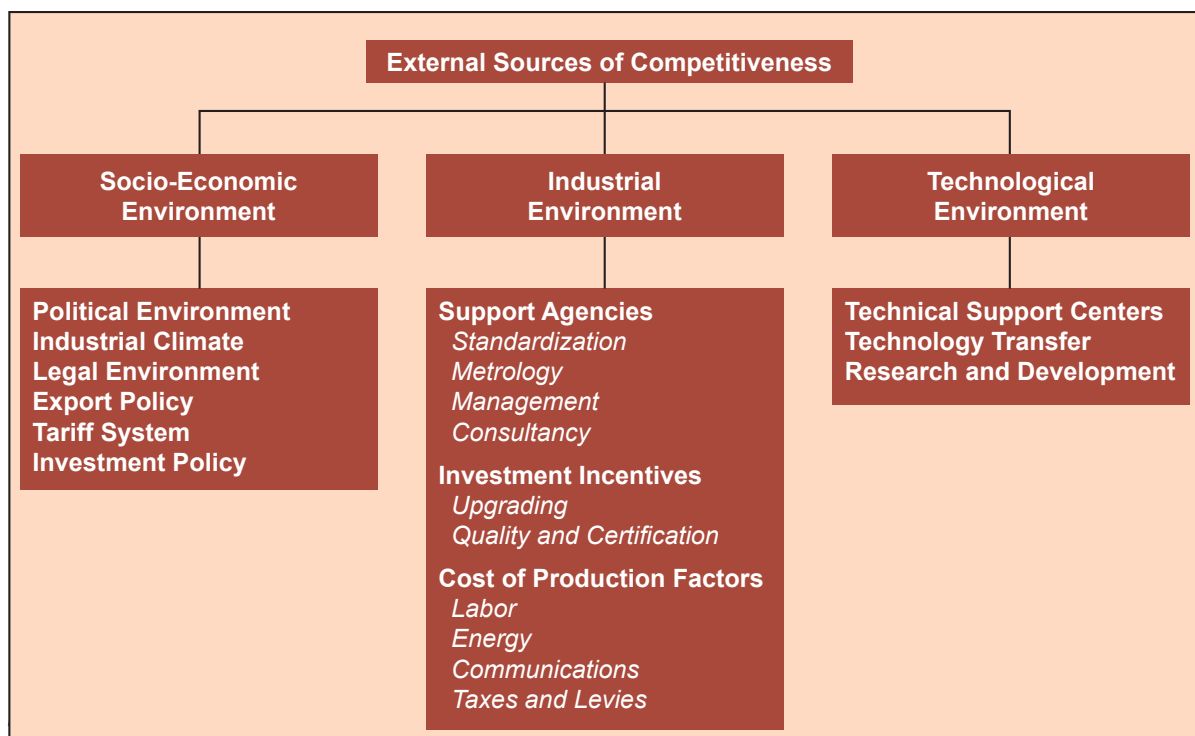 External Sources of Competitiveness
Socio-Economic
Environment
Political Environment
Industrial Climate
Legal Environment
Export Policy
Tariff System
Investment Policy
Industrial
Environment
Support Agencies
Standardization
Metrology
Management
Consultancy
Investment Incentives
Upgrading
Quality and Certification
Cost of Production Factors
Labor
Energy
Communications
Taxes and Levies
Technological
Environment
Technical Support Centers
Technology Transfer
Research and Development